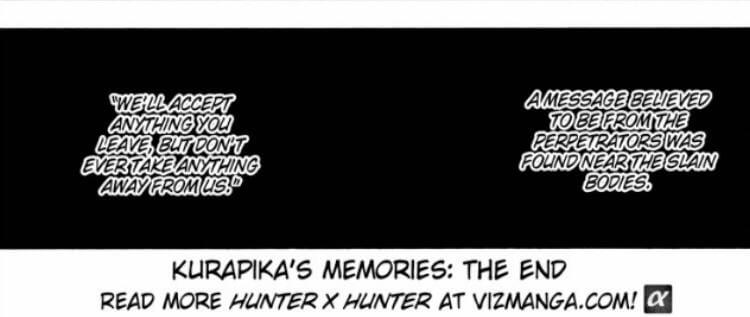 A MESSAGE BELIEVED
TO BE FROM THE
PERPETRATORS WAS
FOUND NEAR THE SLAIN
BODIES.
"WE'LL ACCEPT
ANYTHING YOU
LEAVE, BUT DON'T
EVER TAKE ANYTHING
AWAY FROM US."
KURAPIKA'S MEMORIES: THE END
READ MORE HUNTER X HUNTER AT VIZMANGA.COM! α